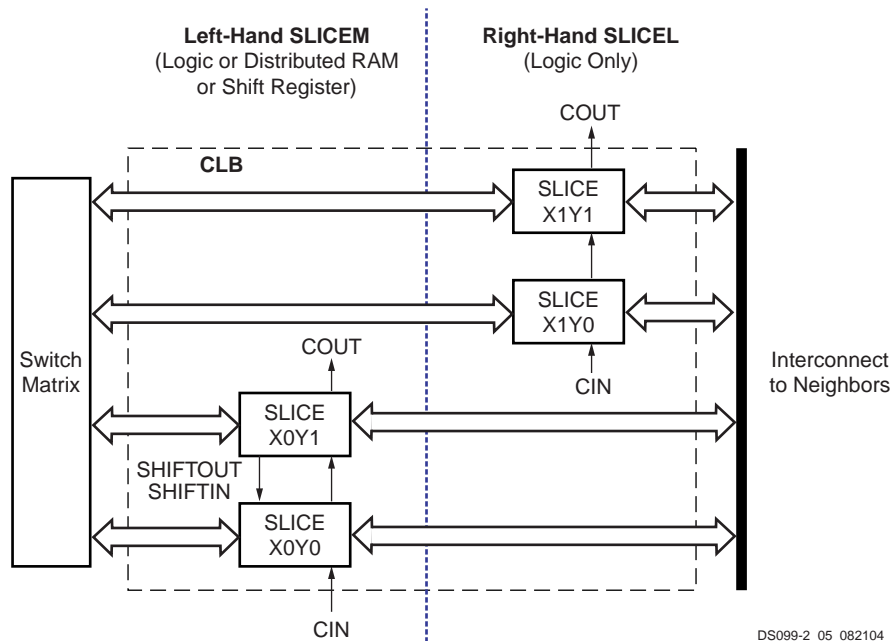 Left-Hand SLICEM
(Logic or Distributed RAM
or Shift Register)
Right-Hand SLICEL
(Logic Only)
COUT
CLB
SLICE
X1Y1
SLICE
X1Y0
COUT
CIN
Switch
Matrix
Interconnect
to Neighbors
SLICE
X0Y1
SHIFTOUT
SHIFTIN
SLICE
X0Y0
CIN
DS099-2_05_082104